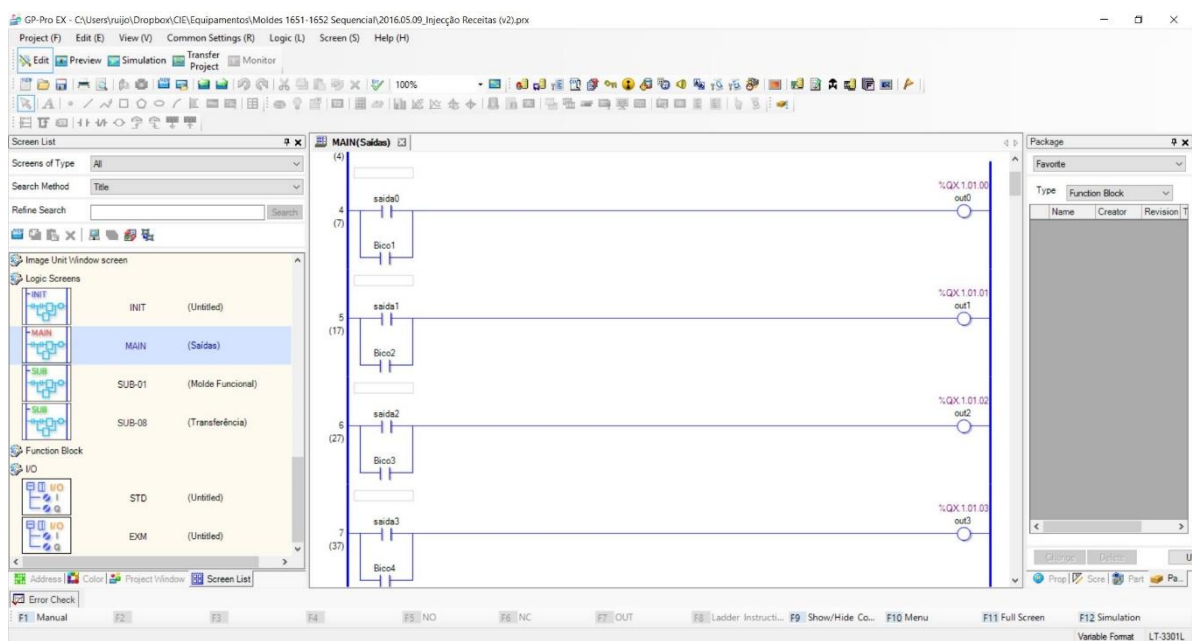 GP-Pro EX - C:\Users\ruijo\Dropbox\CIE\Equipamentos\Moldes 1651-1652 Sequencial\2016.05.09_Injecção Receitas (v2).prx
Project (F) Edit (E) View (V) Common Settings (R) Logic (L) Screen (S) Help (H)
Edit Preview Simulation Transfer Project Monitor
100%
Screen List
Screens of Type All
Search Method Title
Refine Search Search
Image Unit Window screen
Logic Screens
INIT INIT (Untitled)
MAIN MAIN (Saídas)
SUB SUB-01 (Molde Funcional)
SUB SUB-08 (Transferência)
Function Block
I/O
I/O I Q STD (Untitled)
I/O I Q EXM (Untitled)
Address Color Project Window Screen List
MAIN(Saídas)
(4)
saida0 %QX.1.01.00
out0
4
(7)
Bico1
saida1 %QX.1.01.01
out1
5
(17)
Bico2
saida2 %QX.1.01.02
out2
6
(27)
Bico3
saida3 %QX.1.01.03
out3
7
(37)
Bico4
Package
Favorite
Type Function Block
Name Creator Revision T
Change Delete U
Prop Scre Part Pa...
Error Check
F1 Manual F2 F3 F4 F5 NO F6 NC F7 OUT F8 Ladder Instructi... F9 Show/Hide Co... F10 Menu F11 Full Screen F12 Simulation
Variable Format LT-3301L